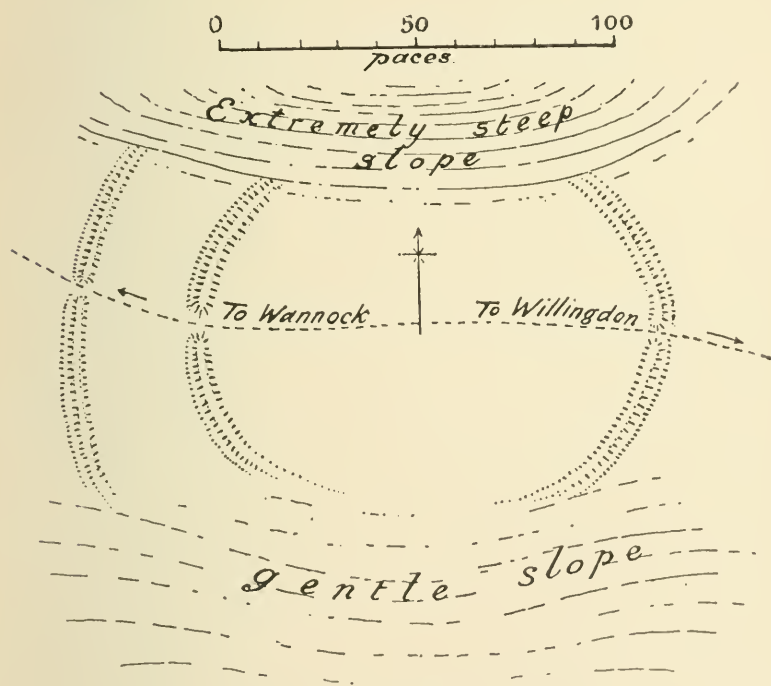 0 50 100
paces.
Extremely steep
slope
To Wannock To Willingdon
gentle slope